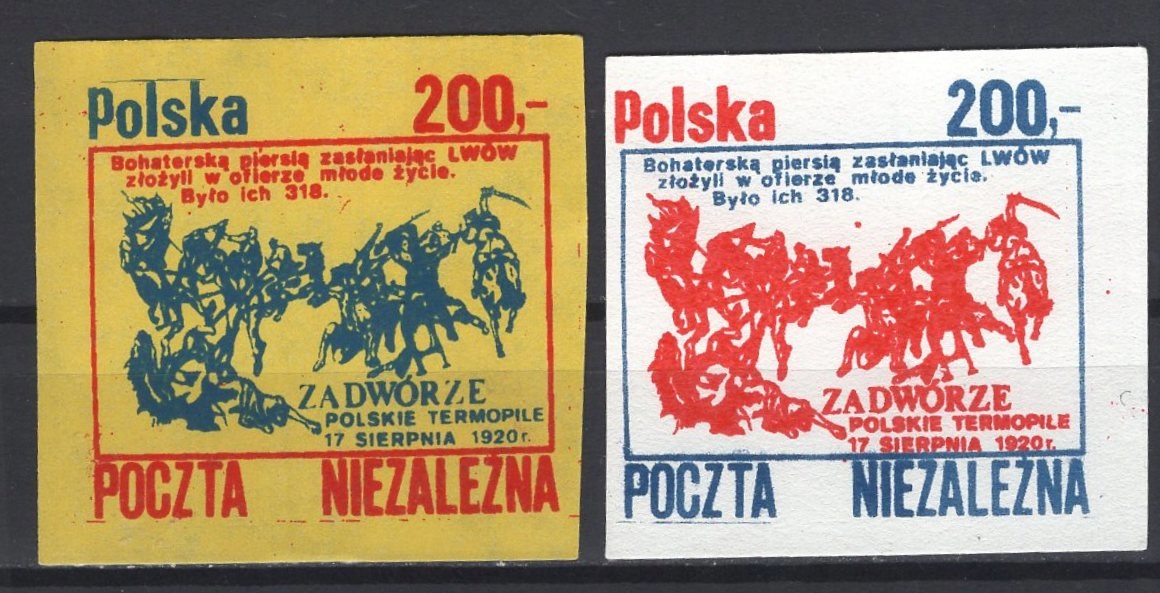 Polska 200,-
Bohaterską piersią zasłaniając LWÓW
złożyli w ofierze młode życie.
Było ich 318.
ZADWÓRZE
POLSKIE TERMOPILE
17 SIERPNIA 1920r.
POCZTA NIEZALEŻNA
Polska 200,-
Bohaterską piersią zasłaniając LWÓW
złożyli w ofierze młode życie.
Było ich 318.
ZADWÓRZE
POLSKIE TERMOPILE
17 SIERPNIA 1920r.
POCZTA NIEZALEŻNA